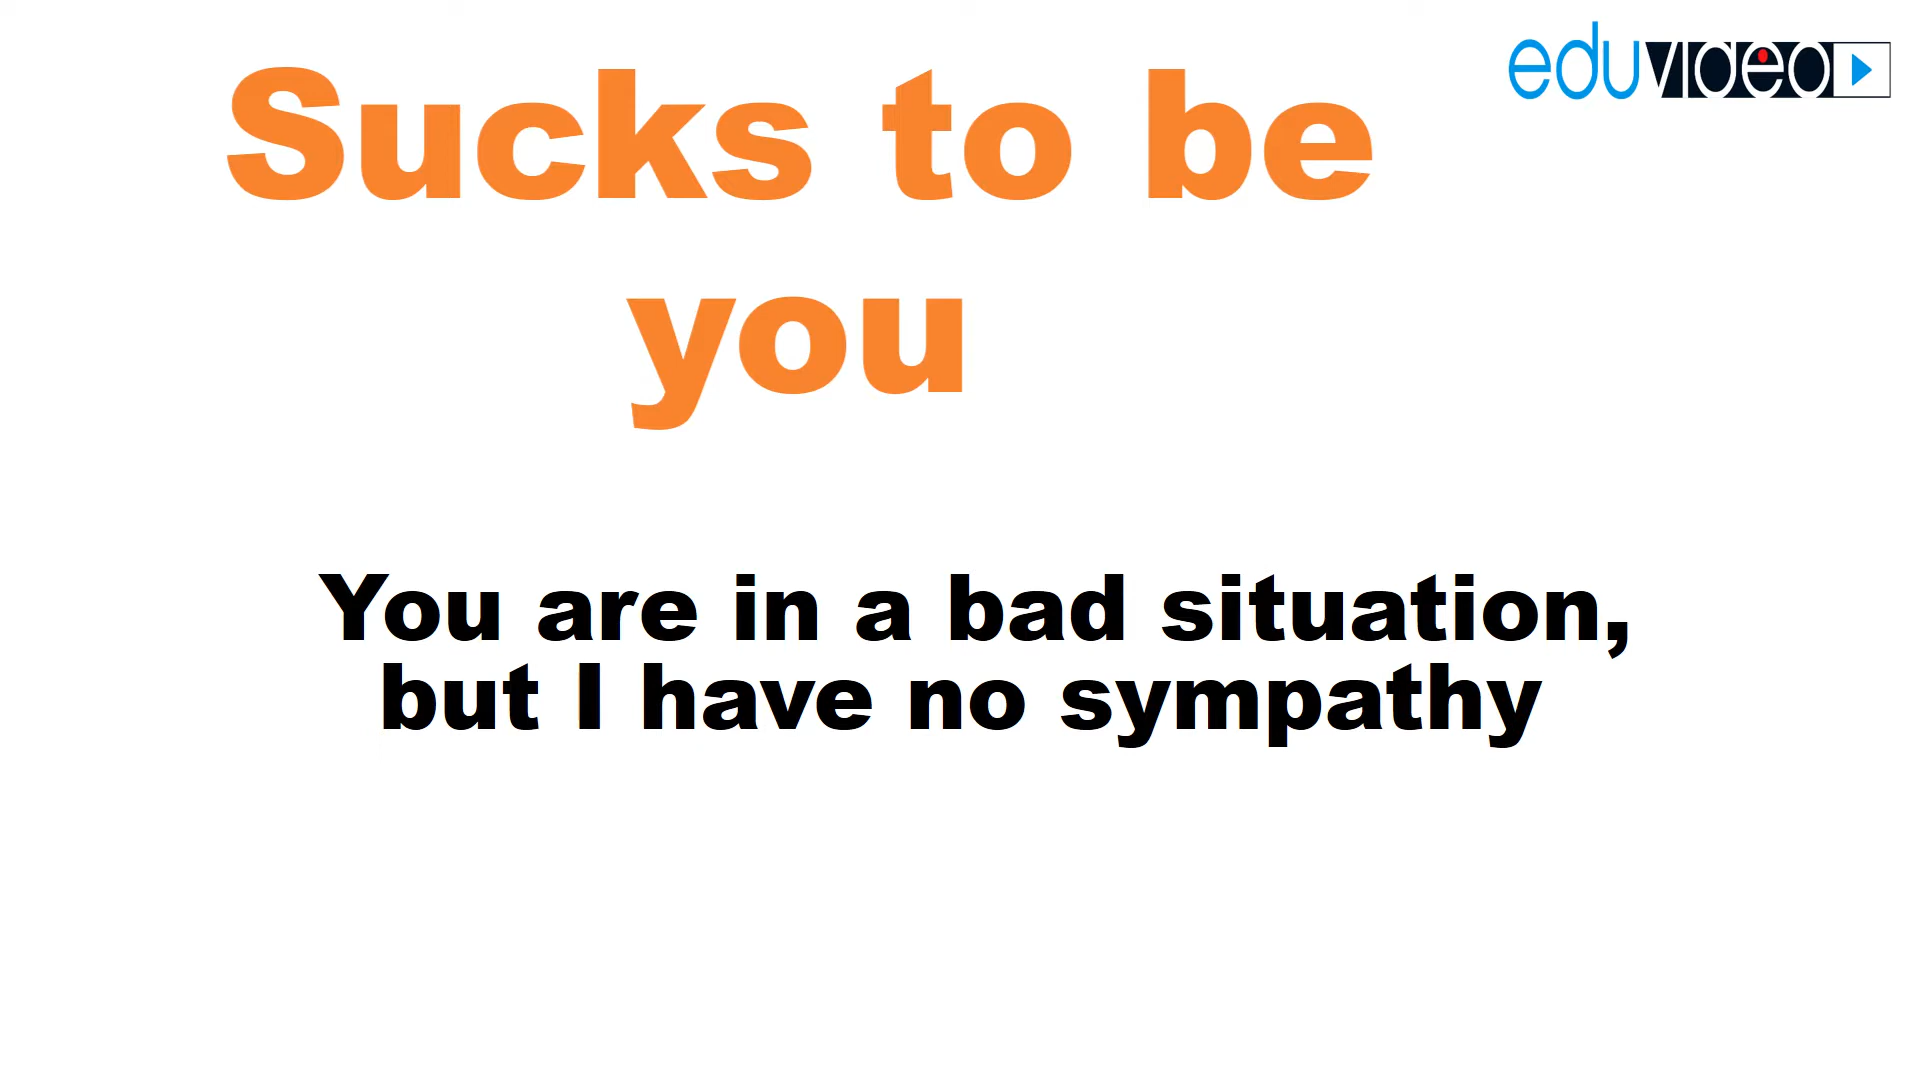 Sucks to be
you
eduvideo
You are in a bad situation,
but I have no sympathy